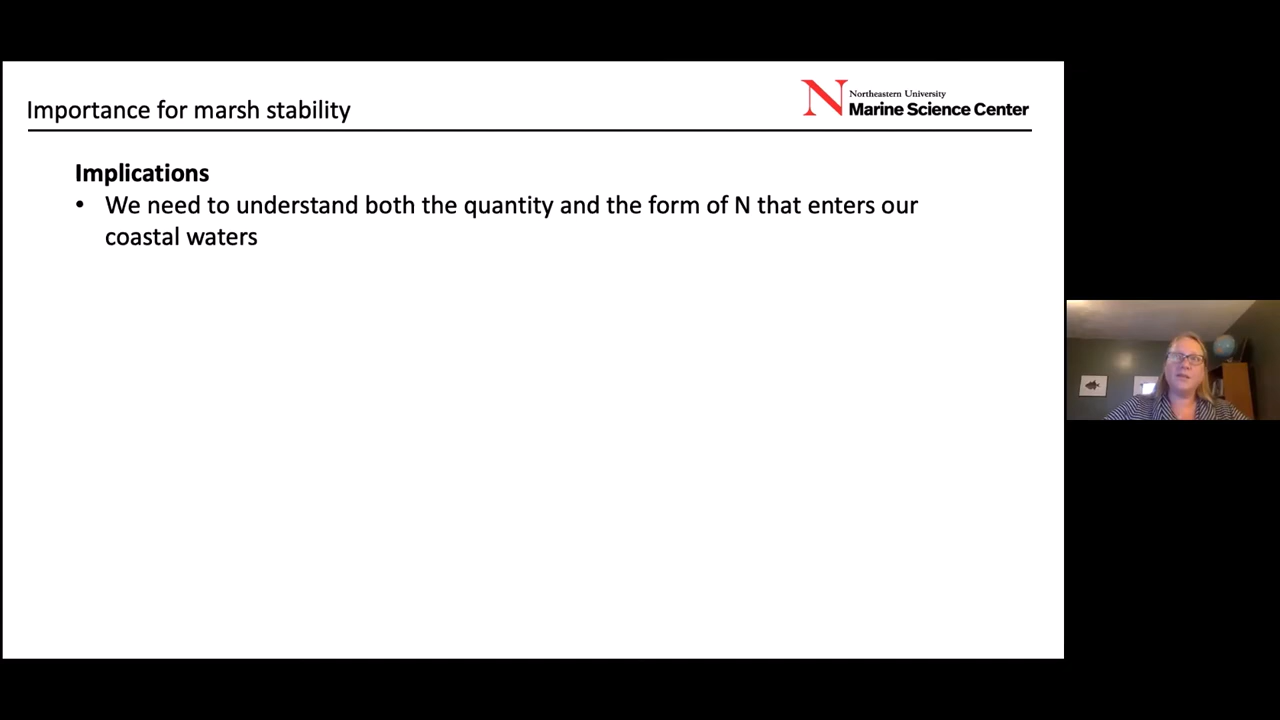 Importance for marsh stability
N Northeastern University
Marine Science Center
Implications
• We need to understand both the quantity and the form of N that enters our
coastal waters